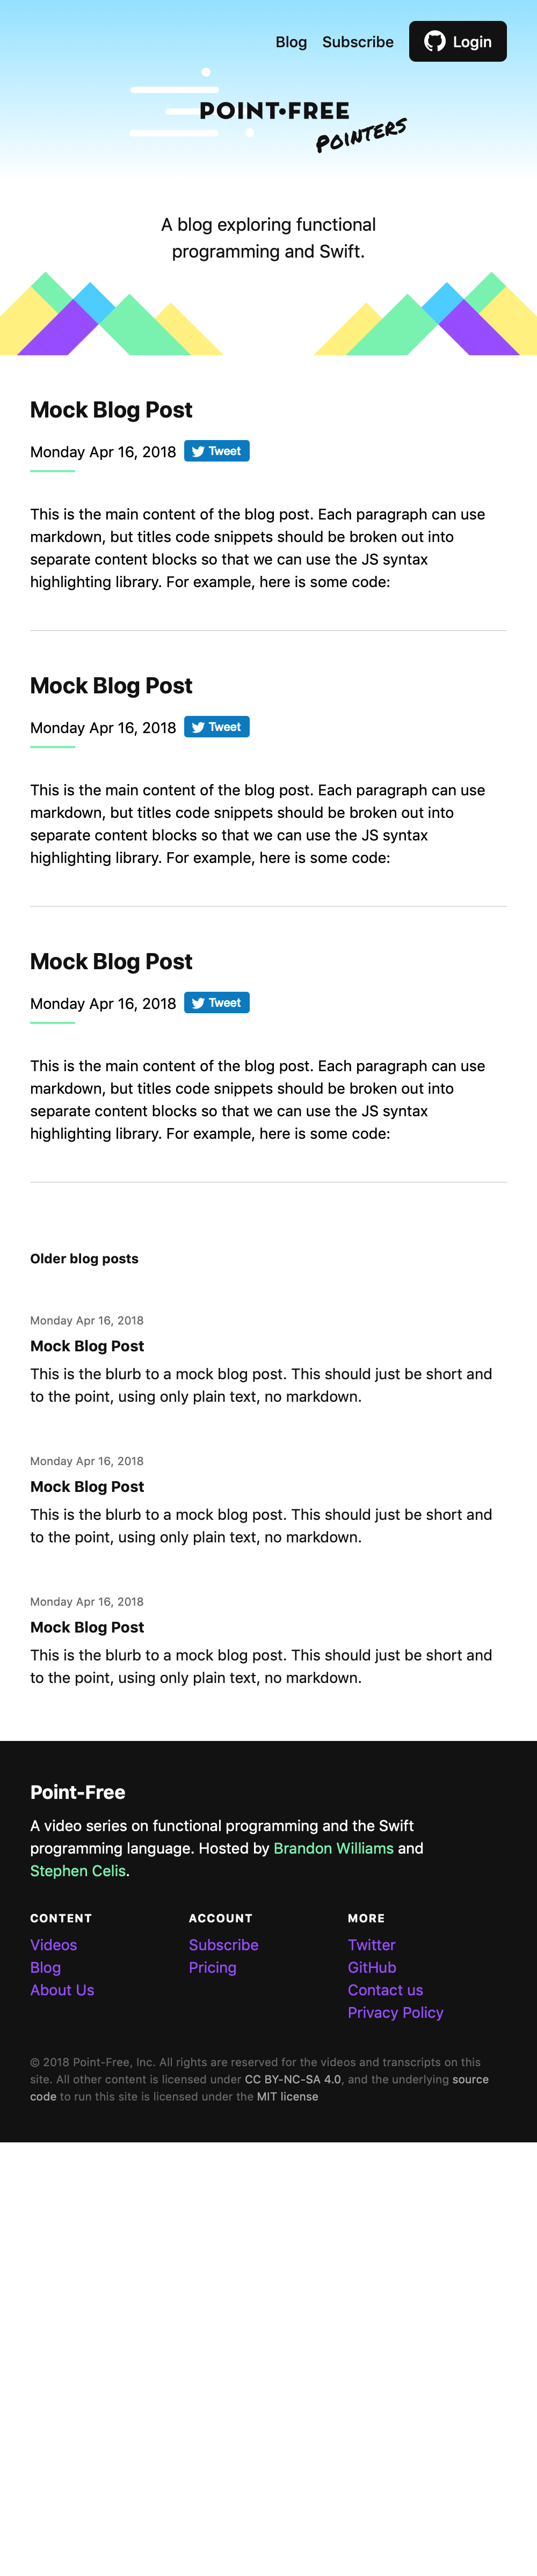 Blog Subscribe Login
POINT•FREE
POINTERS
A blog exploring functional
programming and Swift.
Mock Blog Post
Monday Apr 16, 2018 Tweet
This is the main content of the blog post. Each paragraph can use
markdown, but titles code snippets should be broken out into
separate content blocks so that we can use the JS syntax
highlighting library. For example, here is some code:
Mock Blog Post
Monday Apr 16, 2018 Tweet
This is the main content of the blog post. Each paragraph can use
markdown, but titles code snippets should be broken out into
separate content blocks so that we can use the JS syntax
highlighting library. For example, here is some code:
Mock Blog Post
Monday Apr 16, 2018 Tweet
This is the main content of the blog post. Each paragraph can use
markdown, but titles code snippets should be broken out into
separate content blocks so that we can use the JS syntax
highlighting library. For example, here is some code:
Older blog posts
Monday Apr 16, 2018
Mock Blog Post
This is the blurb to a mock blog post. This should just be short and
to the point, using only plain text, no markdown.
Monday Apr 16, 2018
Mock Blog Post
This is the blurb to a mock blog post. This should just be short and
to the point, using only plain text, no markdown.
Monday Apr 16, 2018
Mock Blog Post
This is the blurb to a mock blog post. This should just be short and
to the point, using only plain text, no markdown.
Point-Free
A video series on functional programming and the Swift
programming language. Hosted by Brandon Williams and
Stephen Celis.
CONTENT
Videos
Blog
About Us
ACCOUNT
Subscribe
Pricing
MORE
Twitter
GitHub
Contact us
Privacy Policy
© 2018 Point-Free, Inc. All rights are reserved for the videos and transcripts on this
site. All other content is licensed under CC BY-NC-SA 4.0, and the underlying source
code to run this site is licensed under the MIT license